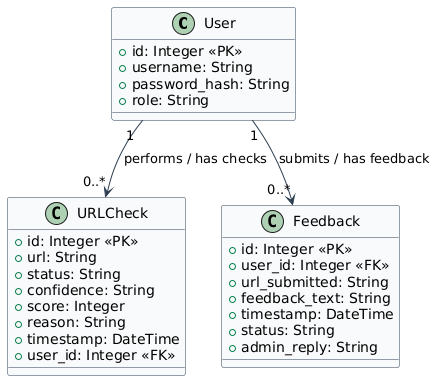 C User
id: Integer «PK»
username: String
password_hash: String
role: String
1
1
performs / has checks
submits / has feedback
0..*
0..*
C URLCheck
id: Integer «PK»
url: String
status: String
confidence: String
score: Integer
reason: String
timestamp: DateTime
user_id: Integer «FK»
C Feedback
id: Integer «PK»
user_id: Integer «FK»
url_submitted: String
feedback_text: String
timestamp: DateTime
status: String
admin_reply: String